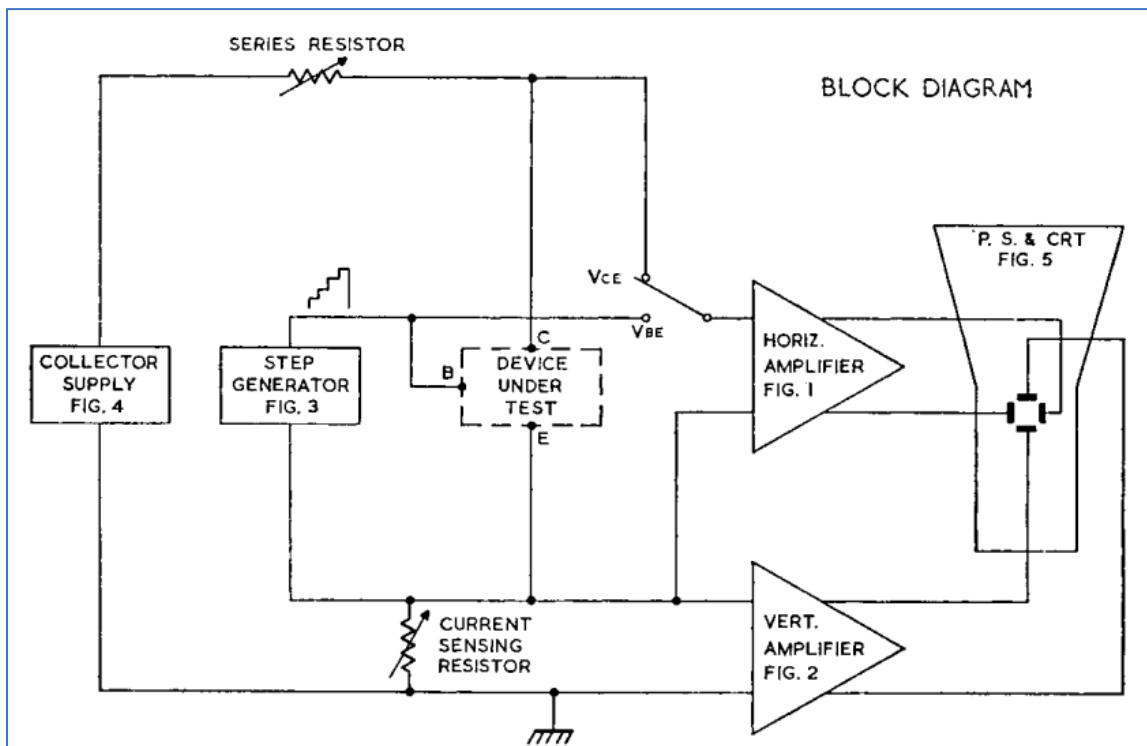 SERIES RESISTOR
BLOCK DIAGRAM
P. S. & CRT
FIG. 5
VCE
VBE
COLLECTOR
SUPPLY
FIG. 4
STEP
GENERATOR
FIG. 3
C
B
DEVICE
UNDER
TEST
E
HORIZ.
AMPLIFIER
FIG. 1
CURRENT
SENSING
RESISTOR
VERT.
AMPLIFIER
FIG. 2